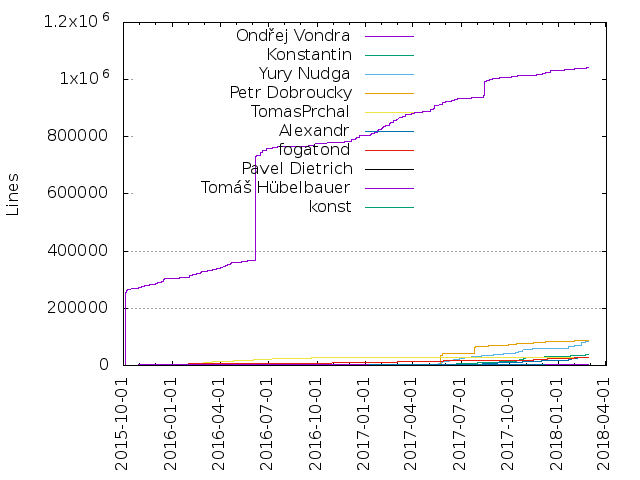 1.2x10 6
1x10 6
800000
600000
400000
200000
0
Lines
Ondřej Vondra
Konstantin
Yury Nudga
Petr Dobroucky
TomasPrchal
Alexandr
fogatond
Pavel Dietrich
Tomáš Hübelbauer
konst
2015-10-01
2016-01-01
2016-04-01
2016-07-01
2016-10-01
2017-01-01
2017-04-01
2017-07-01
2017-10-01
2018-01-01
2018-04-01